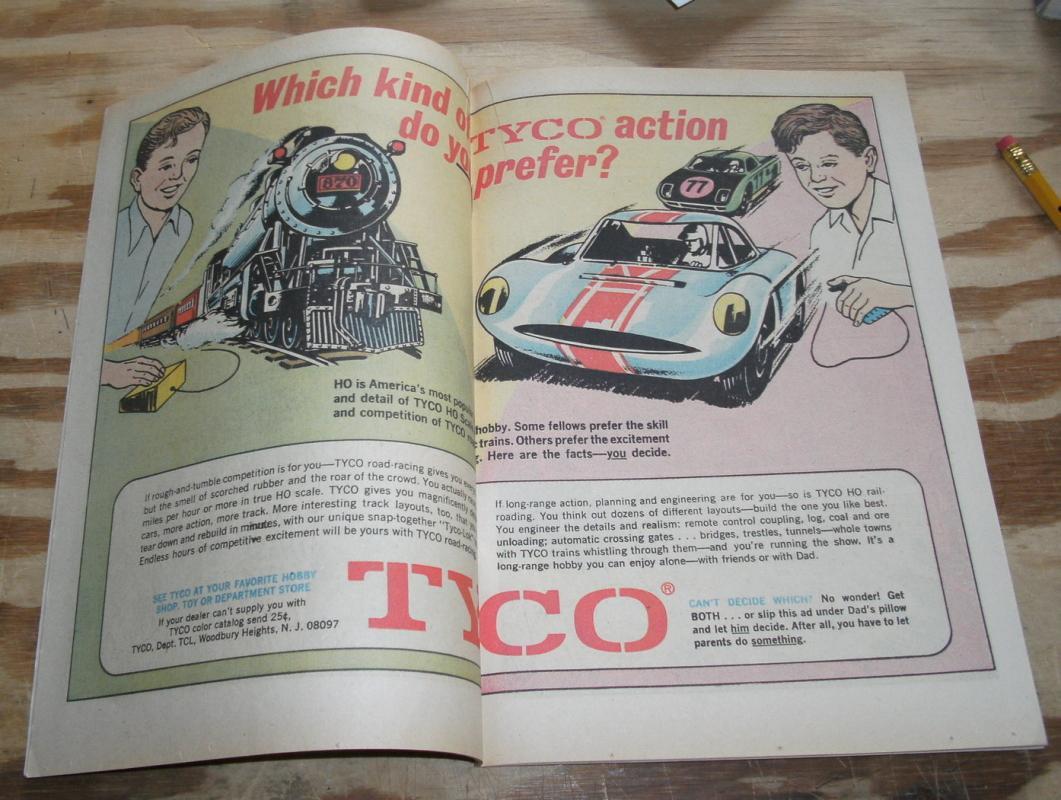 Which kind
TYCO action
do you
prefer?
870
77
HO is America's most
and detail of TYCO HO
and competition of TYCO
hobby. Some fellows prefer the skill
trains. Others prefer the excitement
Here are the facts—you decide.
If rough-and-tumble competition is for you—TYCO road-racing gives you
but the smell of scorched rubber and the roar of the crowd. You actually
miles per hour or more in true HO scale. TYCO gives you magnificently
cars, more action, more track. More interesting track layouts, too, that
tear down and rebuild in minutes, with our unique snap-together "Tyco-Lok"
Endless hours of competitive excitement will be yours with TYCO road-racing
If long-range action, planning and engineering are for you—so is TYCO HO rail-
roading. You think out dozens of different layouts—build the one you like best.
You engineer the details and realism: remote control coupling, log, coal and ore
unloading; automatic crossing gates . . . bridges, trestles, tunnels—whole towns
with TYCO trains whistling through them—and you're running the show. It's a
long-range hobby you can enjoy alone—with friends or with Dad.
SEE TYCO AT YOUR FAVORITE HOBBY
SHOP, TOY OR DEPARTMENT STORE
If your dealer can't supply you with
TYCO color catalog send 25¢,
TYCO, Dept. TCL, Woodbury Heights, N. J. 08097
TYCO®
CAN'T DECIDE WHICH? No wonder! Get
BOTH . . . or slip this ad under Dad's pillow
and let him decide. After all, you have to let
parents do something.